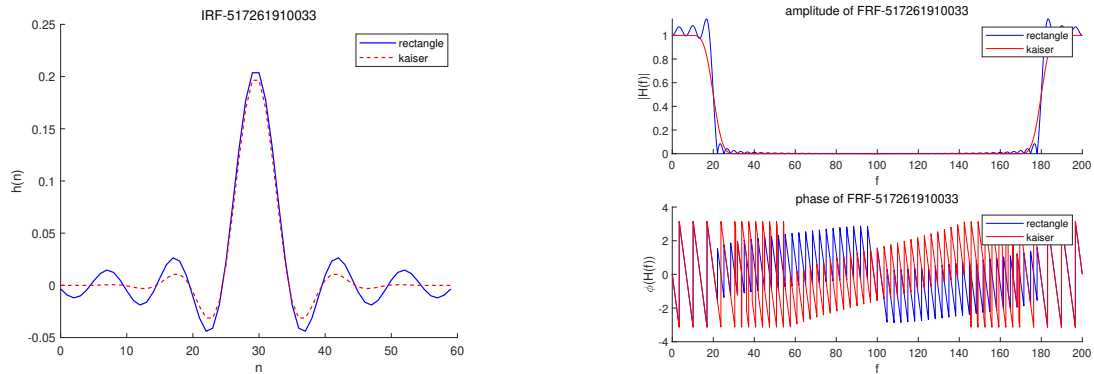 IRF-517261910033
0.25
0.2
0.15
0.1
0.05
0
-0.05
h(n)
rectangle
kaiser
0 10 20 30 40 50 60
n
amplitude of FRF-517261910033
1
0.8
0.6
0.4
0.2
0
|H(f)|
rectangle
kaiser
0 20 40 60 80 100 120 140 160 180 200
f
phase of FRF-517261910033
4
2
0
-2
-4
ϕ(H(f))
rectangle
kaiser
0 20 40 60 80 100 120 140 160 180 200
f